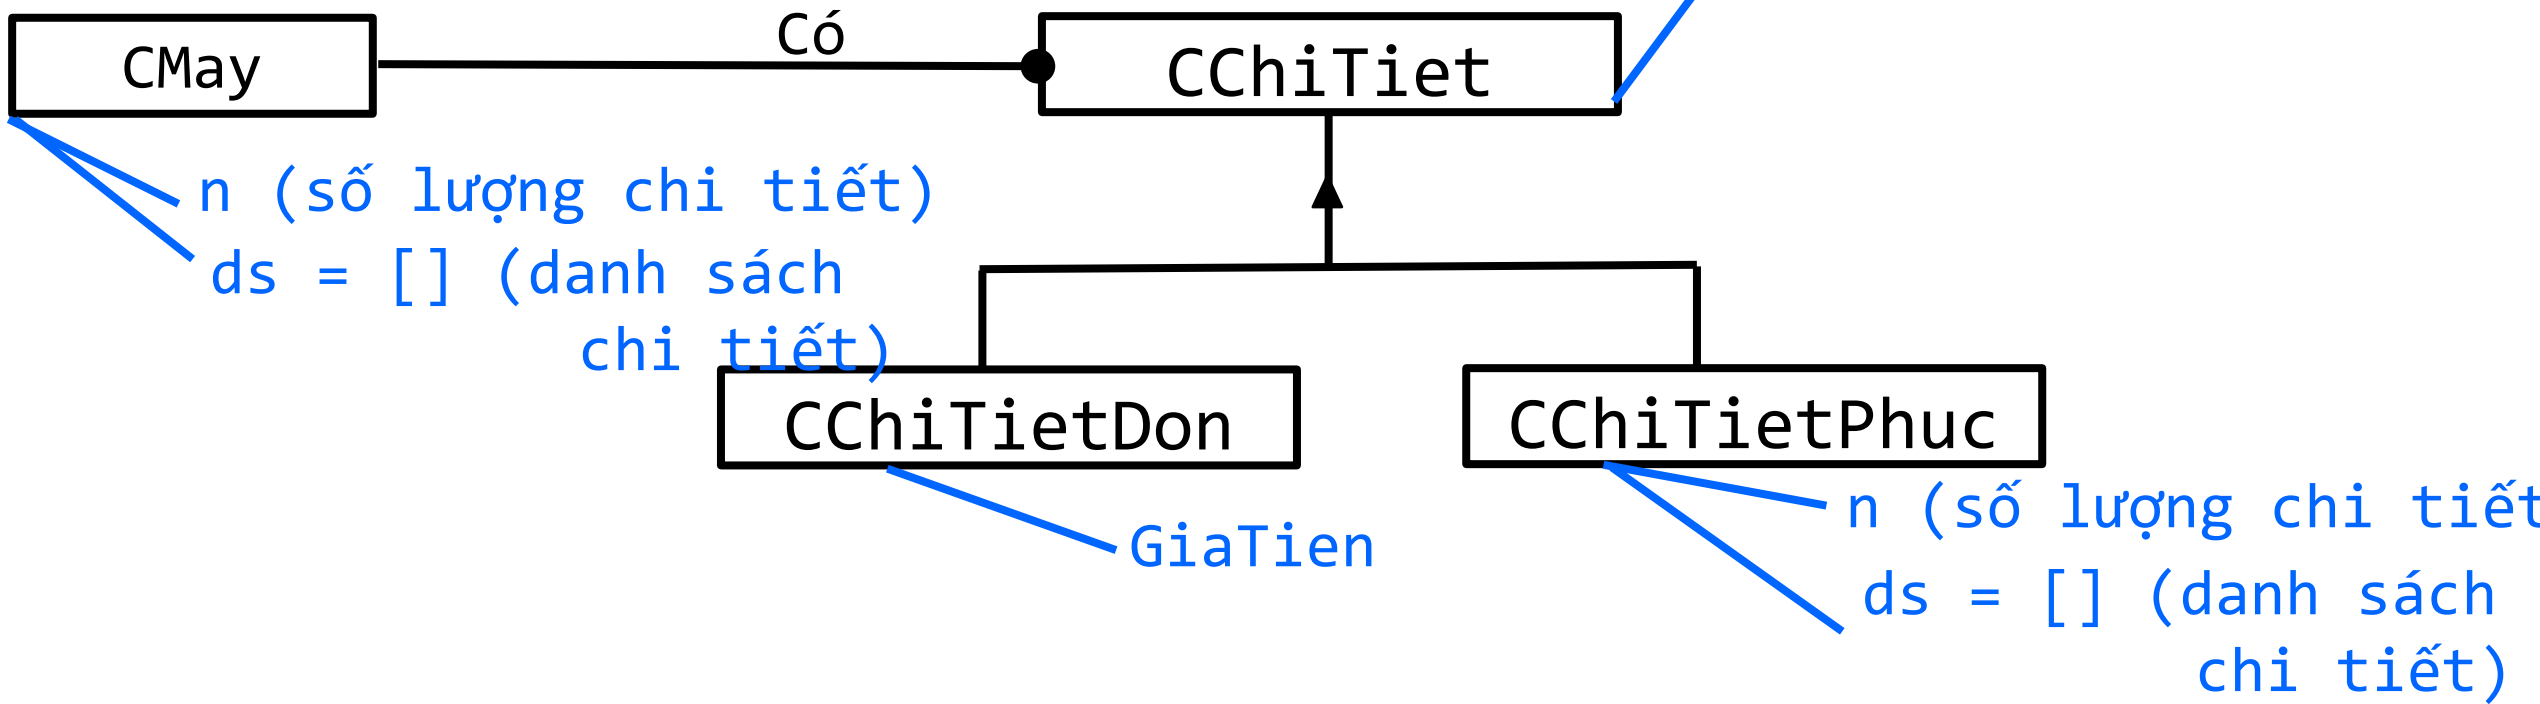 CMay
Có
CChiTiet
n (số lượng chi tiết)
ds = [] (danh sách
chi tiết)
CChiTietDon
CChiTietPhuc
GiaTien
n (số lượng chi tiết
ds = [] (danh sách
chi tiết)